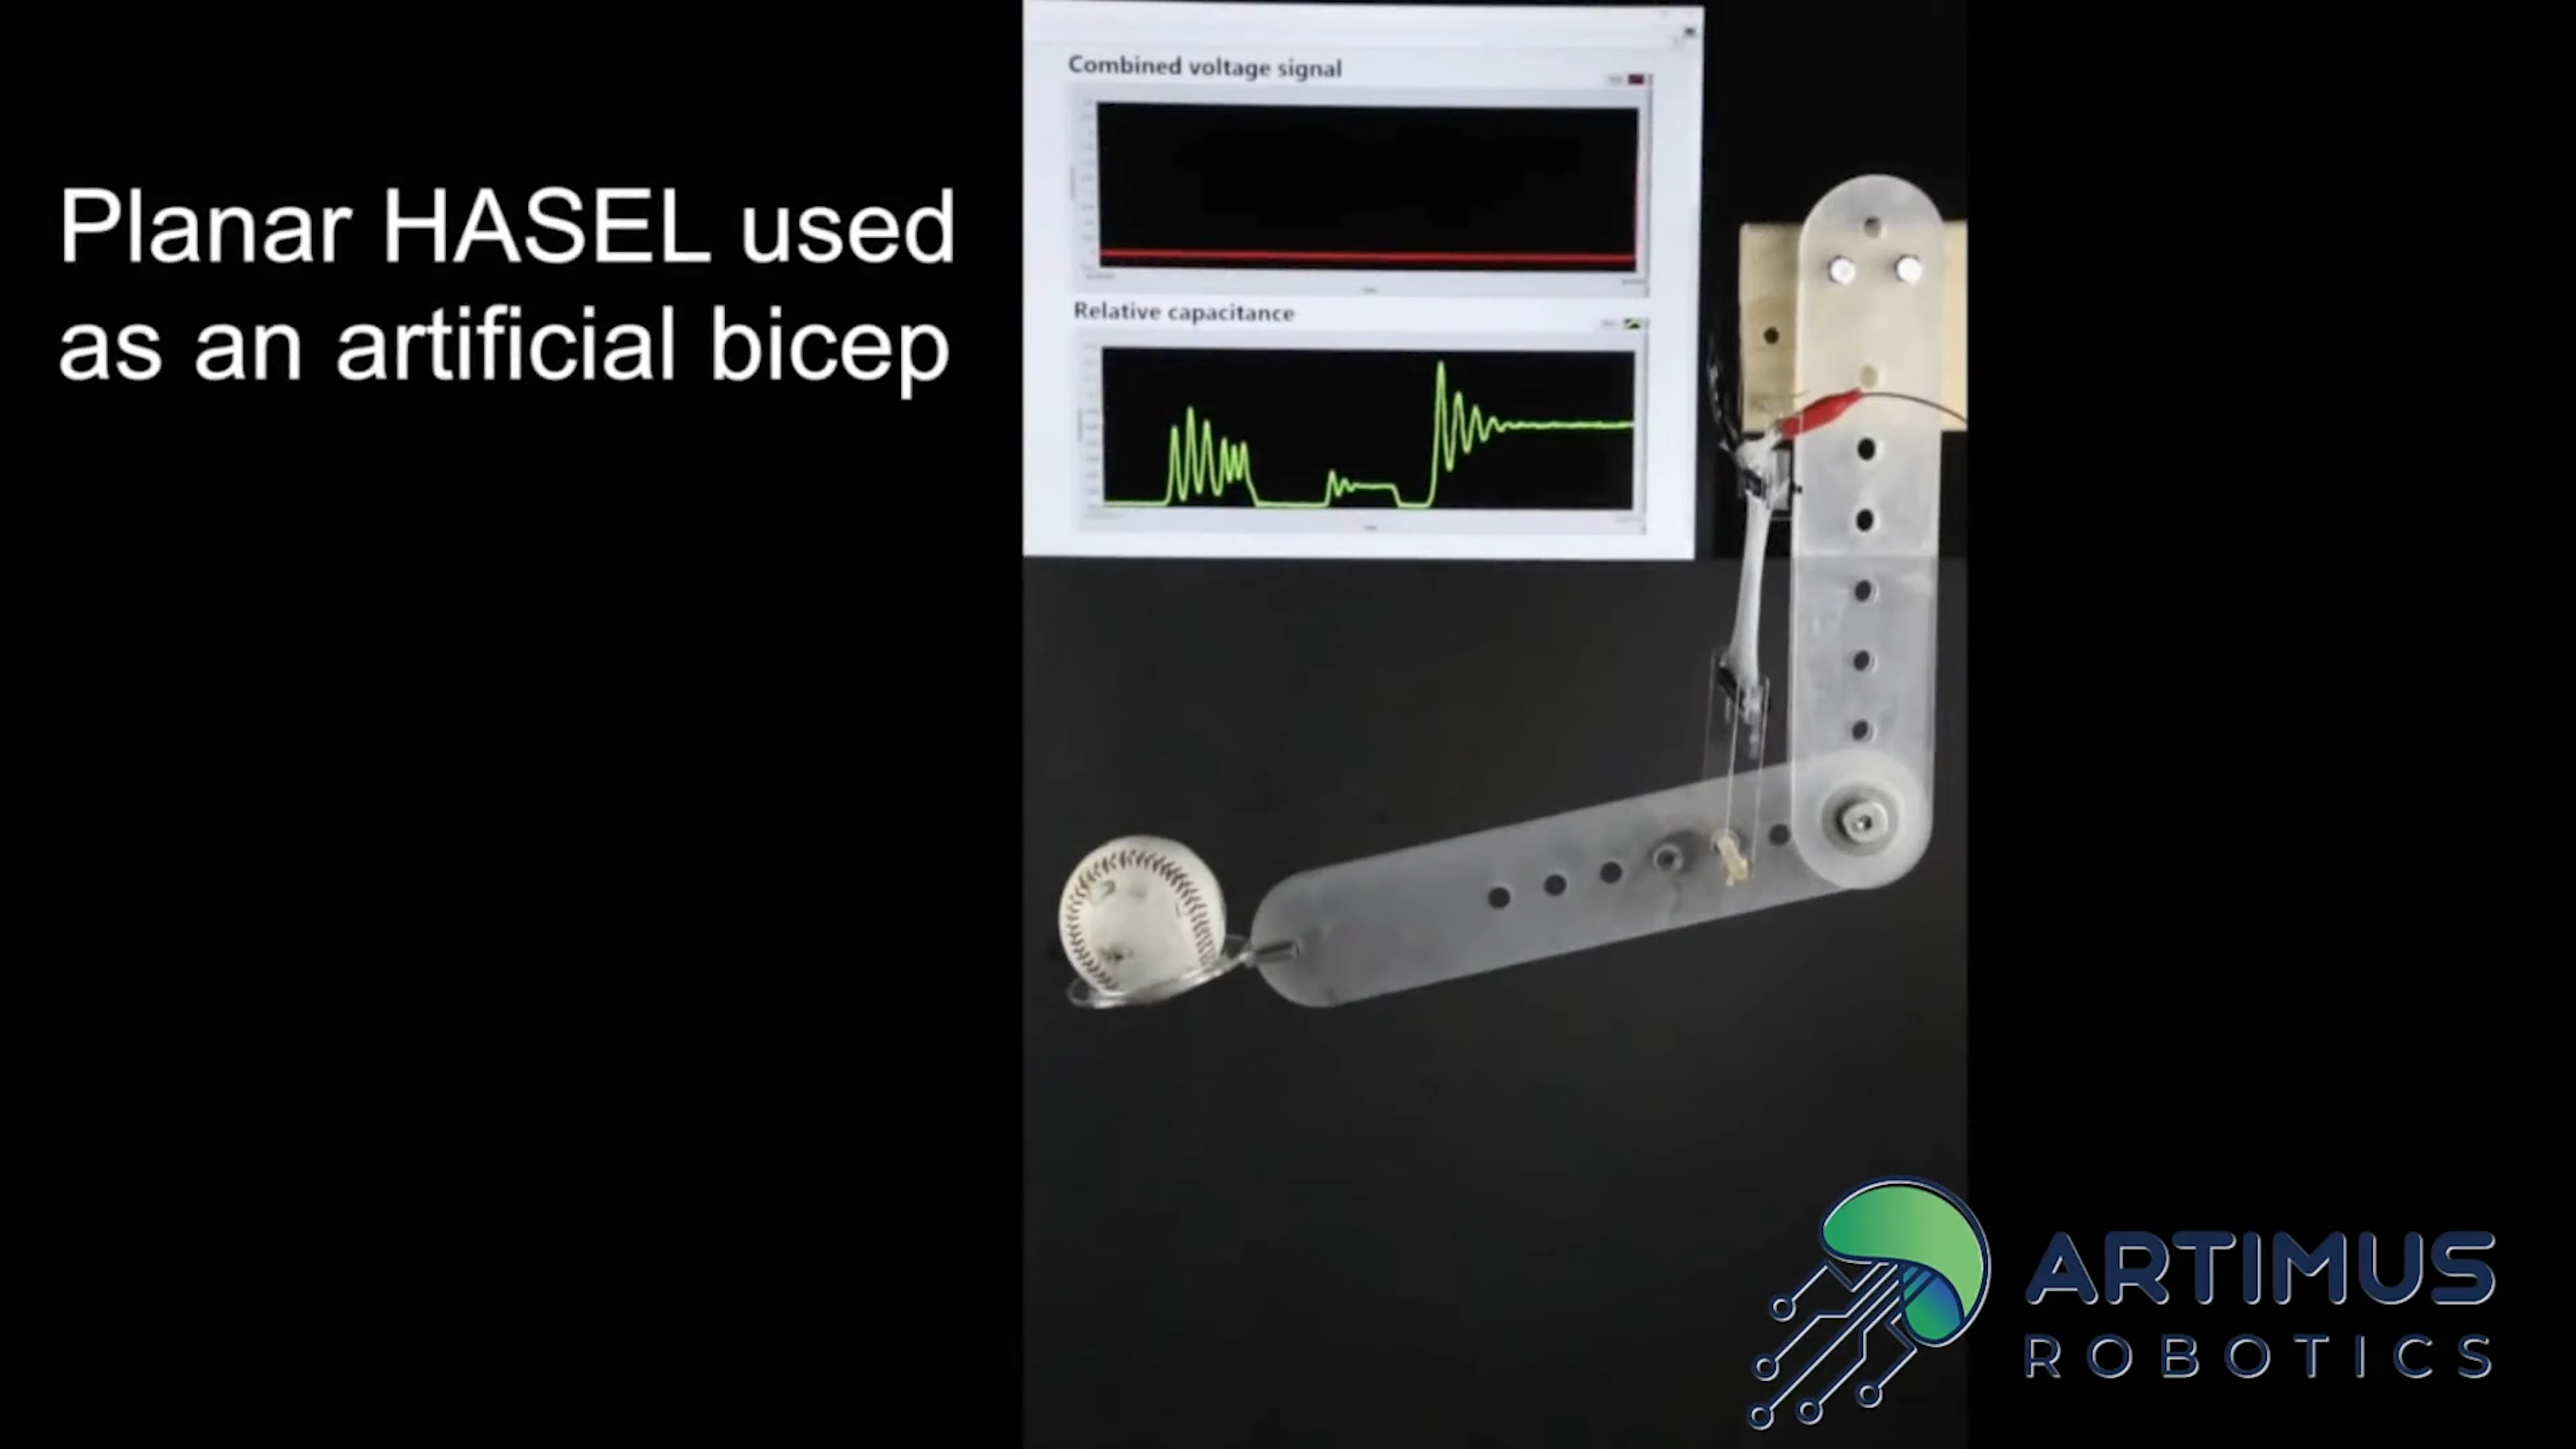 Planar HASEL used
as an artificial bicep
Combined voltage signal
Relative capacitance
ARTIMUS
ROBOTICS